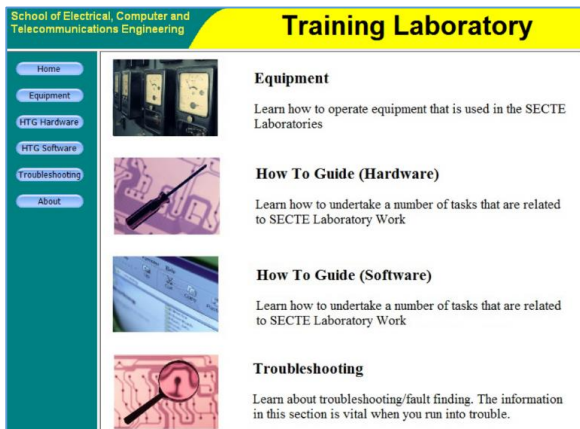 School of Electrical, Computer and
Telecommunications Engineering
Training Laboratory
Home
Equipment
HTG Hardware
HTG Software
Troubleshooting
About
Equipment
Learn how to operate equipment that is used in the SECTE
Laboratories
How To Guide (Hardware)
Learn how to undertake a number of tasks that are related
to SECTE Laboratory Work
How To Guide (Software)
Learn how to undertake a number of tasks that are related
to SECTE Laboratory Work
Troubleshooting
Learn about troubleshooting/fault finding. The information
in this section is vital when you run into trouble.